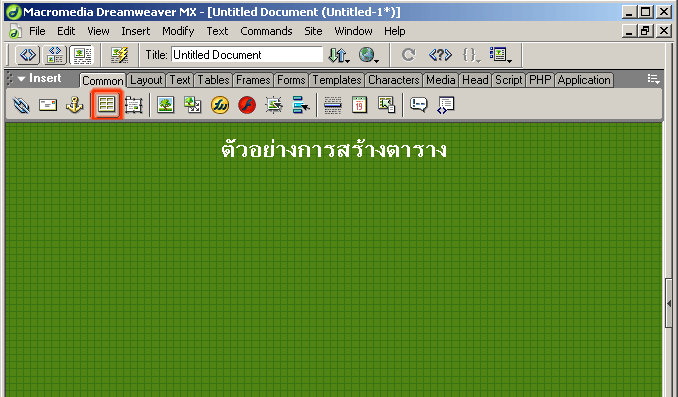 Macromedia Dreamweaver MX - [Untitled Document (Untitled-1*)]
File Edit View Insert Modify Text Commands Site Window Help
Title: Untitled Document
Insert Common Layout Text Tables Frames Forms Templates Characters Media Head Script PHP Application
19
ตัวอย่างการสร้างตาราง